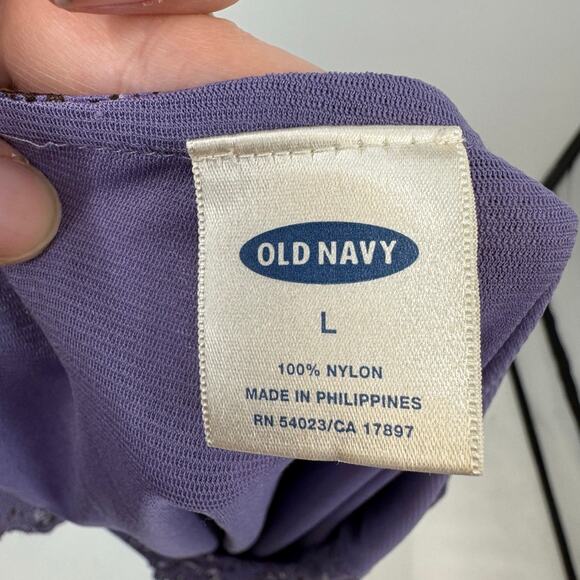 OLD NAVY
L
100% NYLON
MADE IN PHILIPPINES
RN 54023/CA 17897